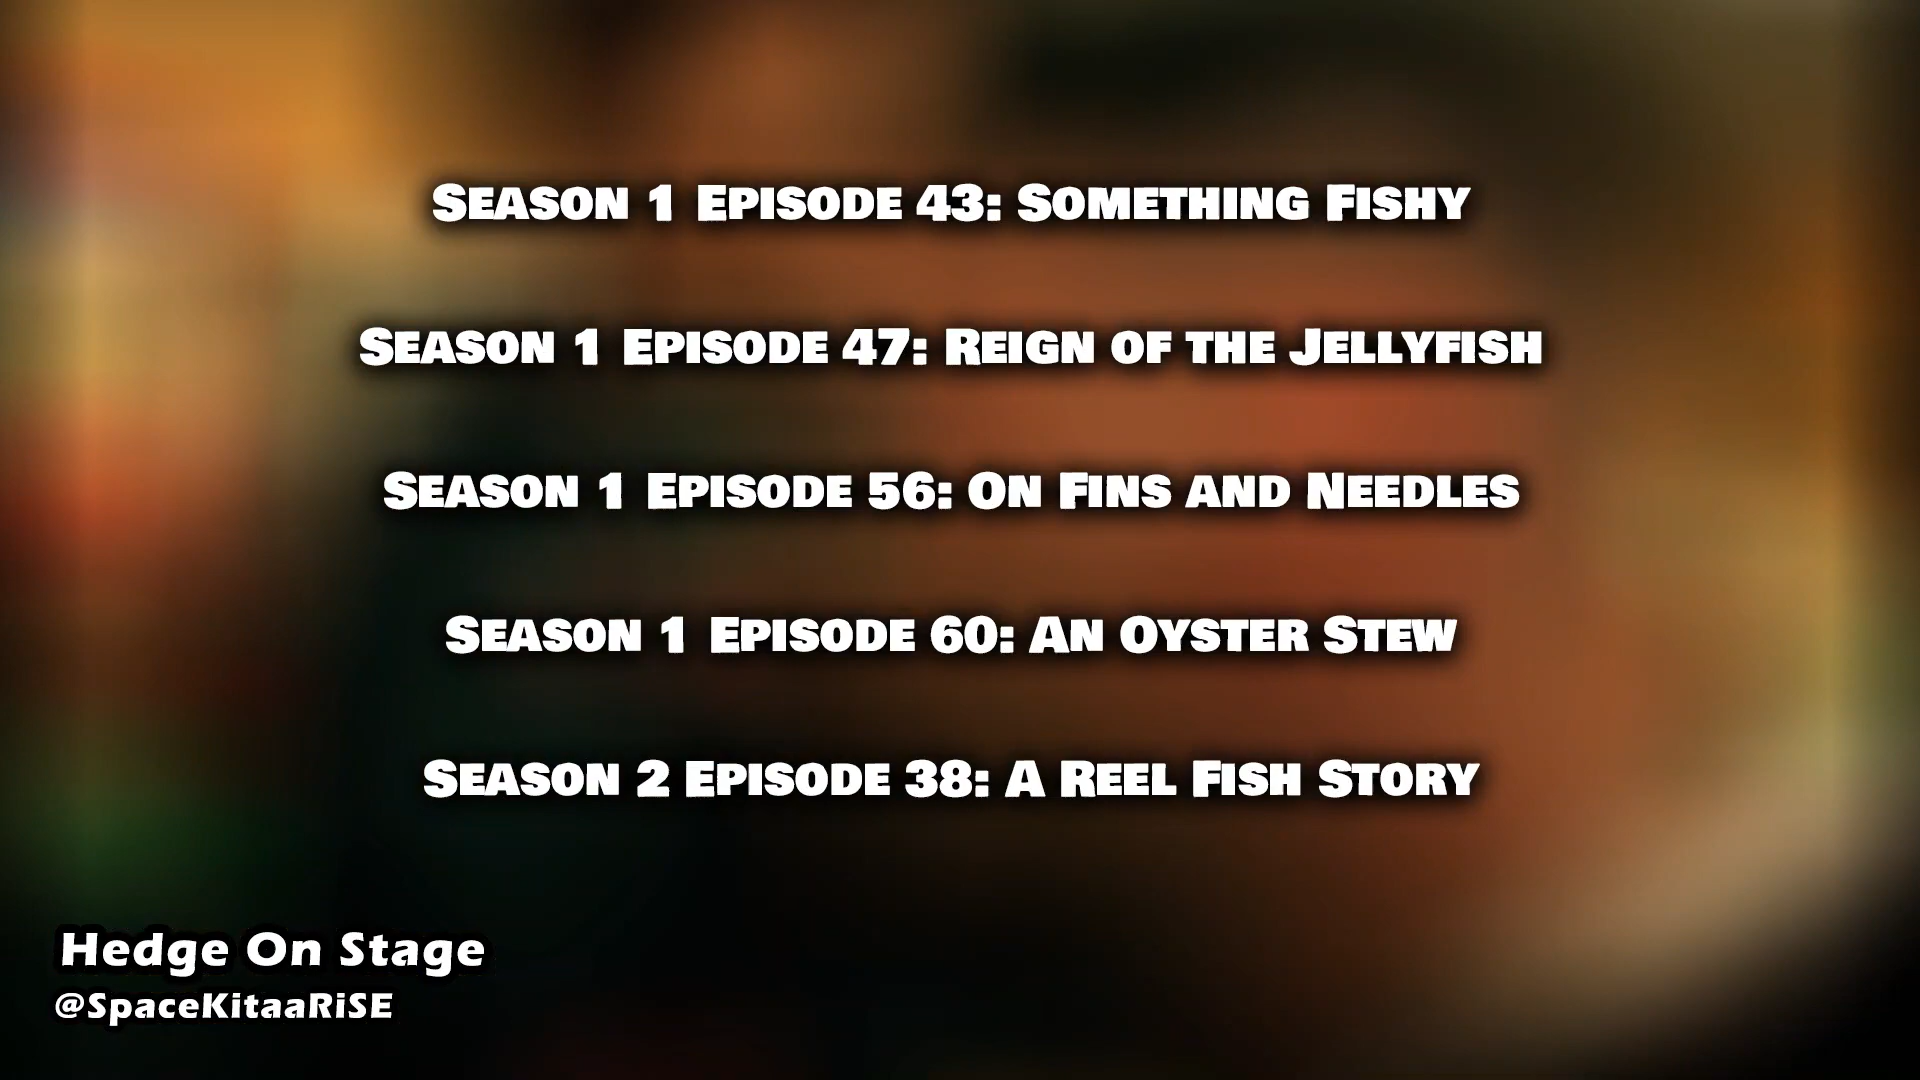 Season 1 Episode 43: Something Fishy
Season 1 Episode 47: Reign of the Jellyfish
Season 1 Episode 56: On Fins and Needles
Season 1 Episode 60: An Oyster Stew
Season 2 Episode 38: A Reel Fish Story
Hedge On Stage
@SpaceKitaaRiSE